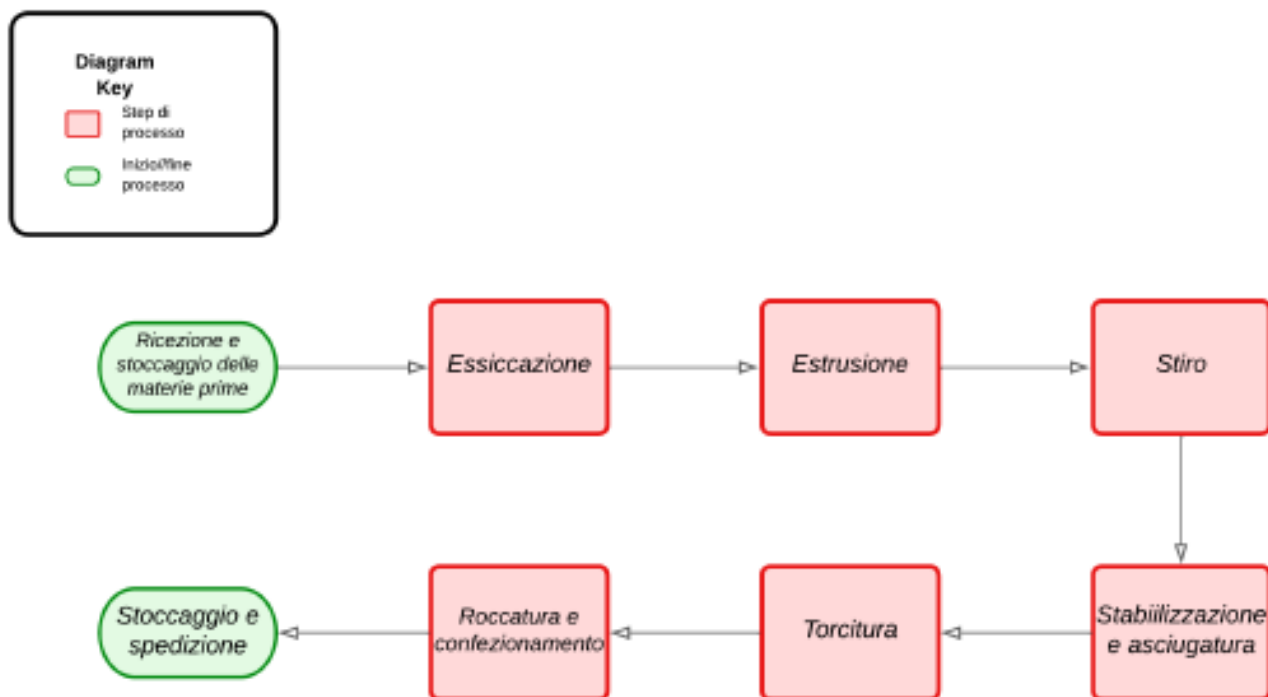 Diagram
Key
Step di
processo
Inizio/fine
processo
Ricezione e
stoccaggio delle
materie prime
Essiccazione
Estrusione
Stiro
Stoccaggio e
spedizione
Roccatura e
confezionamento
Torcitura
Stabiilizzazione
e asciugatura